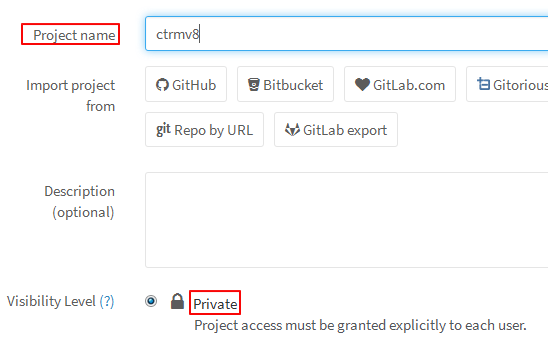 Project name ctrmv8
Import project from GitHub Bitbucket GitLab.com Gitorious
git Repo by URL GitLab export
Description (optional)
Visibility Level (?) Private
Project access must be granted explicitly to each user.